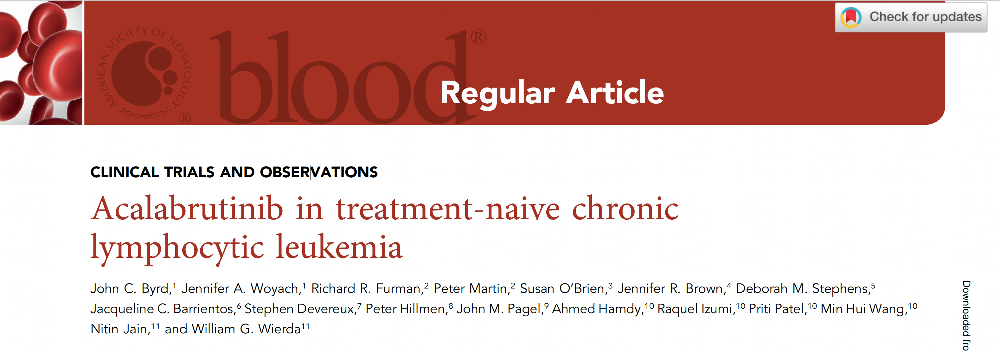 Check for updates
AMERICAN SOCIETY OF HEMATOLOGY ®
blood®
Regular Article
CLINICAL TRIALS AND OBSERVATIONS
Acalabrutinib in treatment-naive chronic
lymphocytic leukemia
John C. Byrd,¹ Jennifer A. Woyach,¹ Richard R. Furman,² Peter Martin,² Susan O’Brien,³ Jennifer R. Brown,⁴ Deborah M. Stephens,⁵
Jacqueline C. Barrientos,⁶ Stephen Devereux,⁷ Peter Hillmen,⁸ John M. Pagel,⁹ Ahmed Hamdy,¹⁰ Raquel Izumi,¹⁰ Priti Patel,¹⁰ Min Hui Wang,¹⁰
Nitin Jain,¹¹ and William G. Wierda¹¹
Downloaded